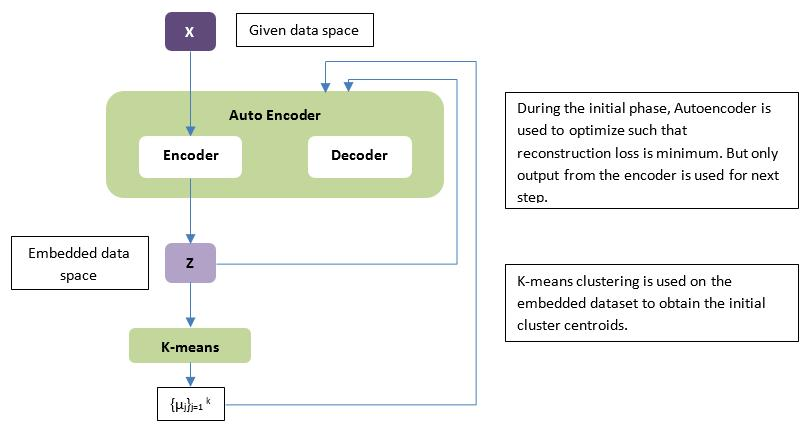 X
Given data space
Auto Encoder
Encoder
Decoder
During the initial phase, Autoencoder is
used to optimize such that
reconstruction loss is minimum. But only
output from the encoder is used for next
step.
Embedded data
space
Z
K-means clustering is used on the
embedded dataset to obtain the initial
cluster centroids.
K-means
{μⱼ}ⱼ₌₁ ᵏ